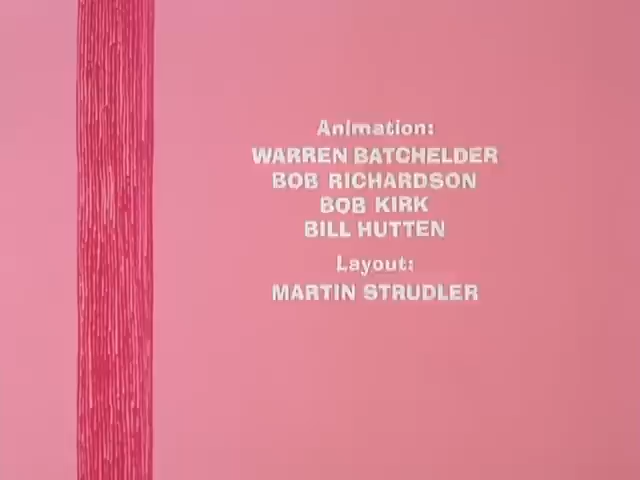 Animation:
WARREN BATCHELDER
BOB RICHARDSON
BOB KIRK
BILL HUTTEN
Layout:
MARTIN STRUDLER